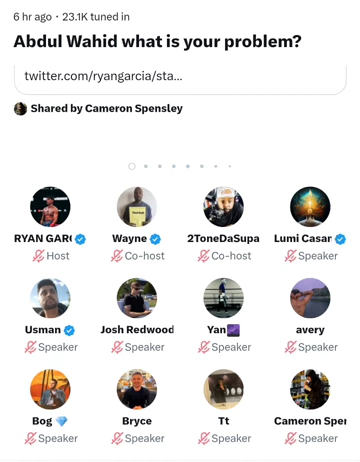 6 hr ago · 23.1K tuned in
Abdul Wahid what is your problem?
twitter.com/ryangarcia/sta...
Shared by Cameron Spensley
RYAN GAR
Wayne
2ToneDaSupa
Lumi Casar
Host
Co-host
Co-host
Speaker
Usman
Josh Redwood
Yan
avery
Speaker
Speaker
Speaker
Speaker
Bog 💎
Bryce
Tt
Cameron Spen
Speaker
Speaker
Speaker
Speaker